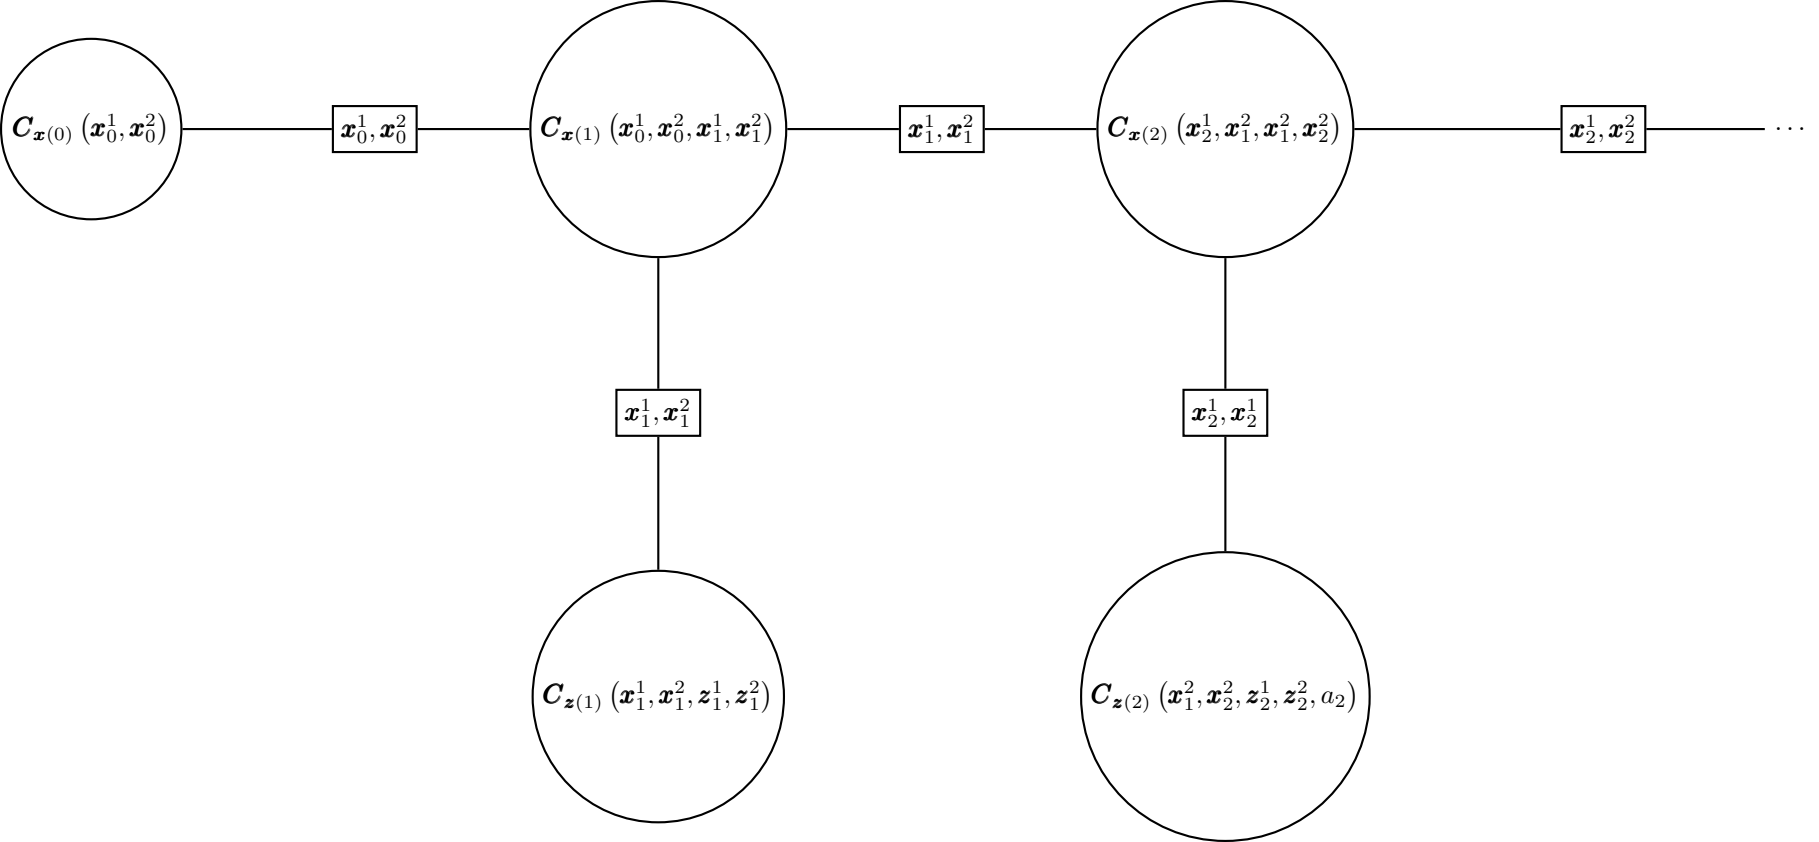 C_{x(0)} (x_0^1, x_0^2)
x_0^1, x_0^2
C_{x(1)} (x_0^1, x_0^2, x_1^1, x_1^2)
x_1^1, x_1^2
C_{x(2)} (x_2^1, x_1^2, x_1^2, x_2^2)
x_2^1, x_2^2
⋯
x_1^1, x_1^2
x_2^1, x_2^1
C_{z(1)} (x_1^1, x_1^2, z_1^1, z_1^2)
C_{z(2)} (x_1^2, x_2^2, z_2^1, z_2^2, a_2)